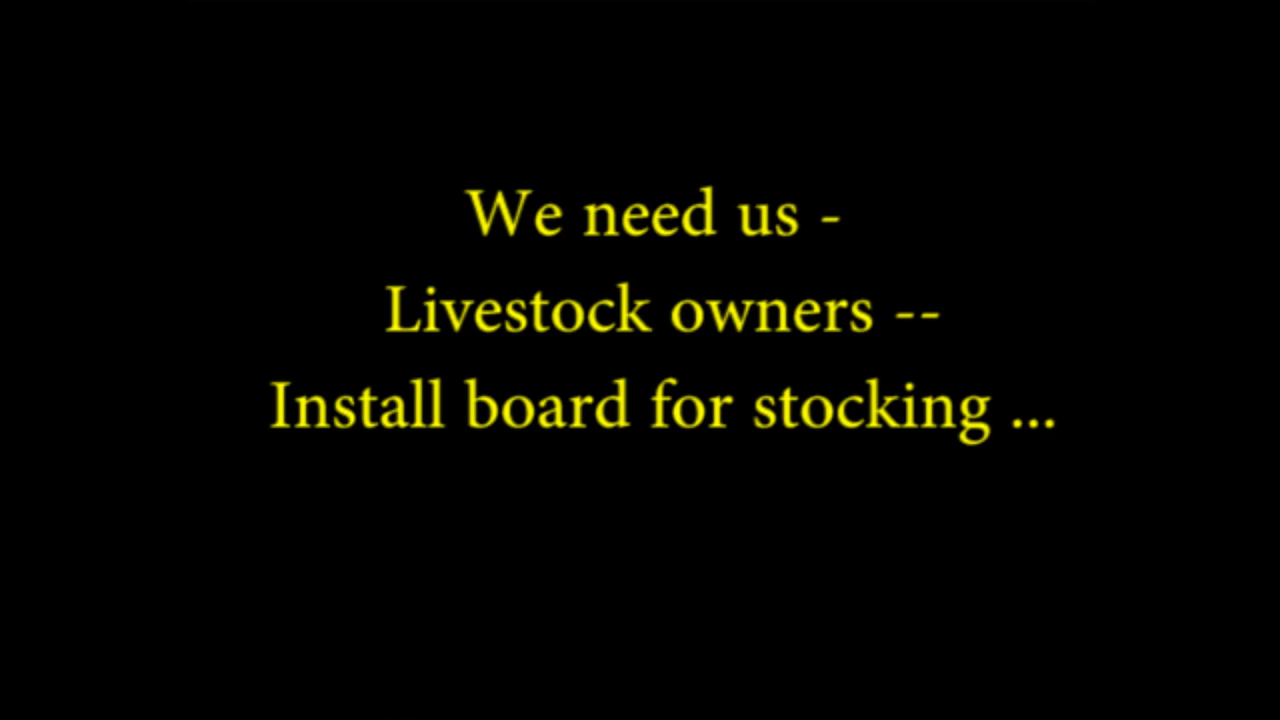 We need us -
Livestock owners --
Install board for stocking ...